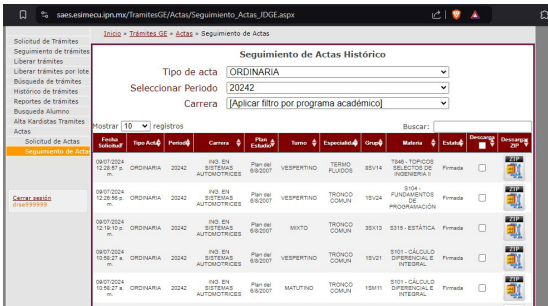 saes.esimecu.ipn.mx/TramitesGE/Actas/Seguimiento_Actas_JDGE.aspx
Inicio » Trámites GE » Actas » Seguimiento de Actas
Solicitud de Trámites
Seguimiento de trámites
Liberar trámites
Liberar trámites por lote
Búsqueda de trámites
Histórico de trámites
Reportes de trámites
Busqueda Alumno
Alta Kardistas Tramites
Actas
Solicitud de Actas
Seguimiento de Actas
Cerrar sesión
Seguimiento de Actas Histórico
Tipo de acta ORDINARIA
Seleccionar Periodo 20242
Carrera [Aplicar filtro por programa académico]
Mostrar 10 registros Buscar:
Fecha Solicitud Tipo Acta Periodo Carrera Plan Estudio Turno Especialidad Grupo Materia Estatus Descarga Descargar ZIP
09/07/2024 12:28:57 p. m. ORDINARIA 20242 ING. EN SISTEMAS AUTOMOTRICES Plan del 6/8/2007 VESPERTINO TERMO FLUIDOS 8SV14 TS46 - TOPICOS SELECTOS DE INGENIERIA II Firmada ZIP
09/07/2024 12:26:56 p. m. ORDINARIA 20242 ING. EN SISTEMAS AUTOMOTRICES Plan del 6/8/2007 VESPERTINO TRONCO COMUN 1SV24 S104 - FUNDAMENTOS DE PROGRAMACIÓN Firmada ZIP
09/07/2024 12:19:10 p. m. ORDINARIA 20242 ING. EN SISTEMAS AUTOMOTRICES Plan del 6/8/2007 MIXTO TRONCO COMUN 3SX13 S315 - ESTÁTICA Firmada ZIP
09/07/2024 10:58:27 a. m. ORDINARIA 20242 ING. EN SISTEMAS AUTOMOTRICES Plan del 6/8/2007 VESPERTINO TRONCO COMUN 1SV21 S101 - CÁLCULO DIFERENCIAL E INTEGRAL Firmada ZIP
09/07/2024 10:58:27 a. m. ORDINARIA 20242 ING. EN SISTEMAS AUTOMOTRICES Plan del 6/8/2007 MATUTINO TRONCO COMUN 1SM11 S101 - CÁLCULO DIFERENCIAL E INTEGRAL Firmada ZIP